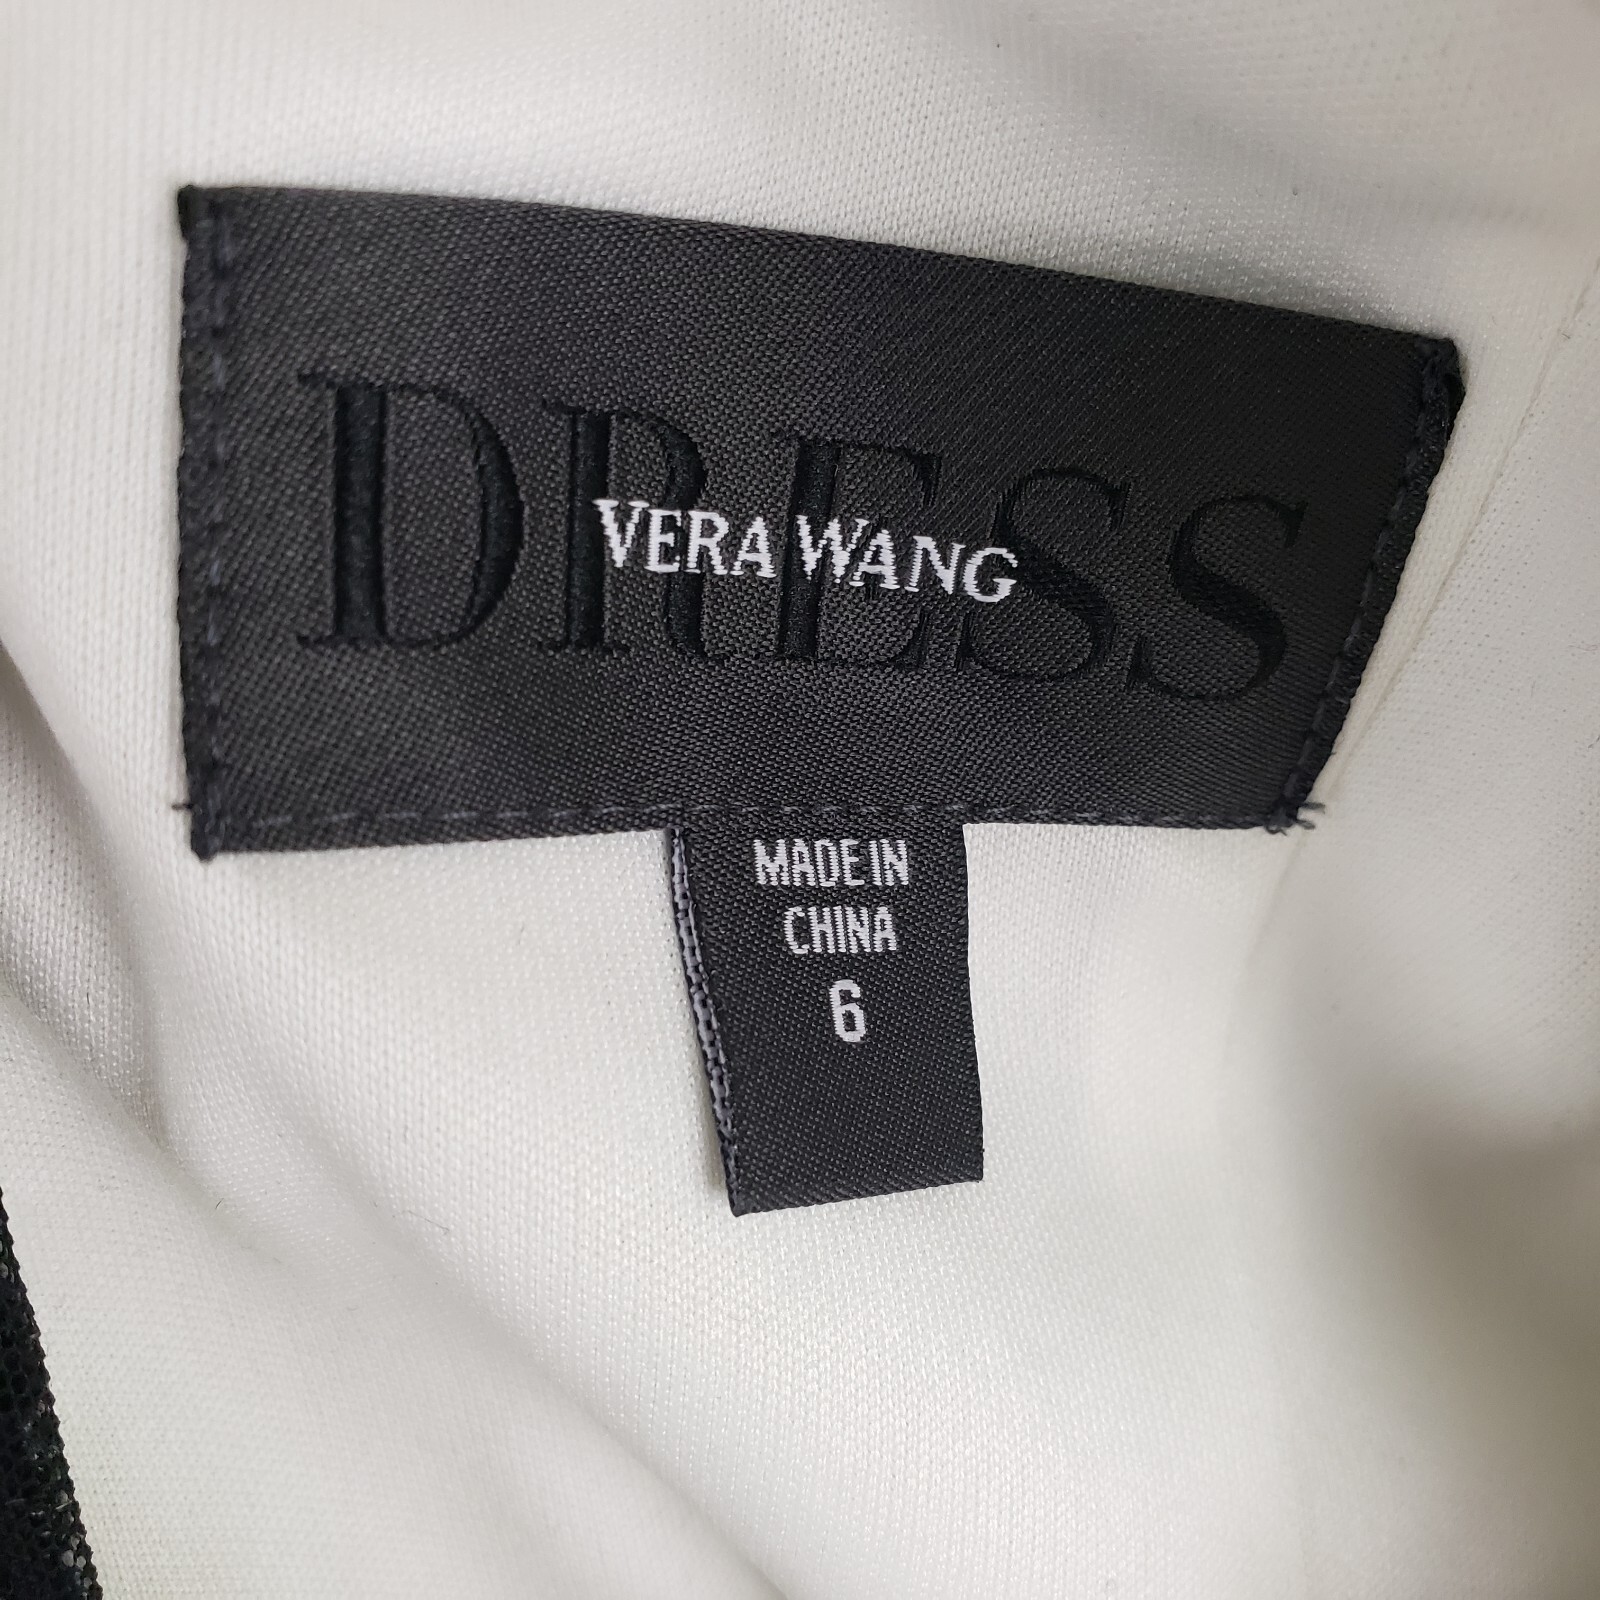 DRESS
VERA WANG
MADE IN
CHINA
6